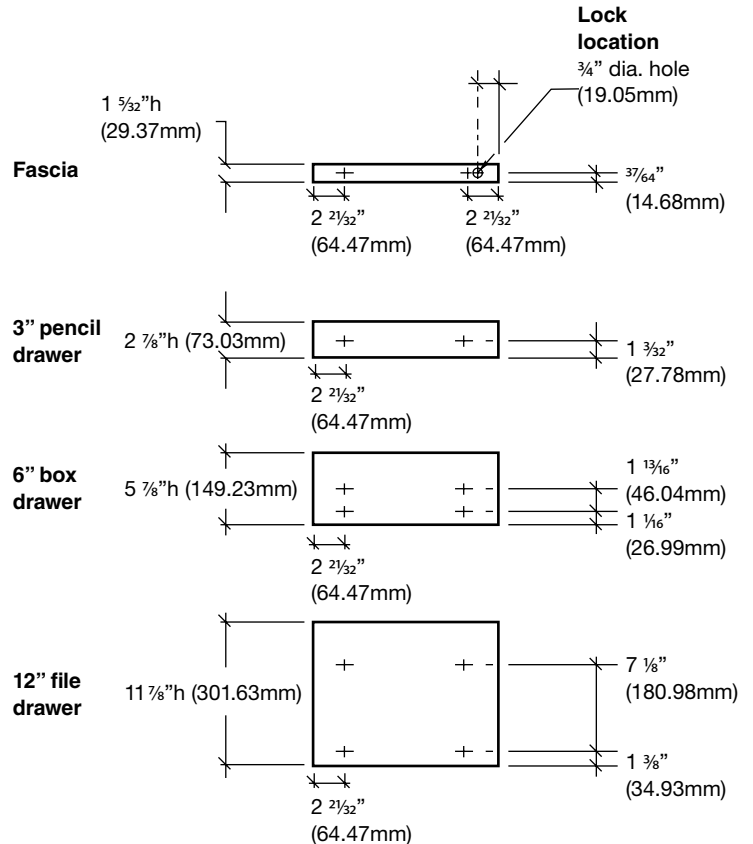 Lock
location
¾” dia. hole
(19.05mm)
1 ⁵⁄₃₂”h
(29.37mm)
Fascia
³⁷⁄₆₄”
(14.68mm)
2 ²¹⁄₃₂”
(64.47mm)
2 ²¹⁄₃₂”
(64.47mm)
3” pencil
drawer
2 ⅞”h (73.03mm)
1 ³⁄₃₂”
(27.78mm)
2 ²¹⁄₃₂”
(64.47mm)
6” box
drawer
5 ⅞”h (149.23mm)
1 ¹³⁄₁₆”
(46.04mm)
1 ¹⁄₁₆”
(26.99mm)
2 ²¹⁄₃₂”
(64.47mm)
12” file
drawer
11 ⅞”h (301.63mm)
7 ⅛”
(180.98mm)
1 ⅜”
(34.93mm)
2 ²¹⁄₃₂”
(64.47mm)